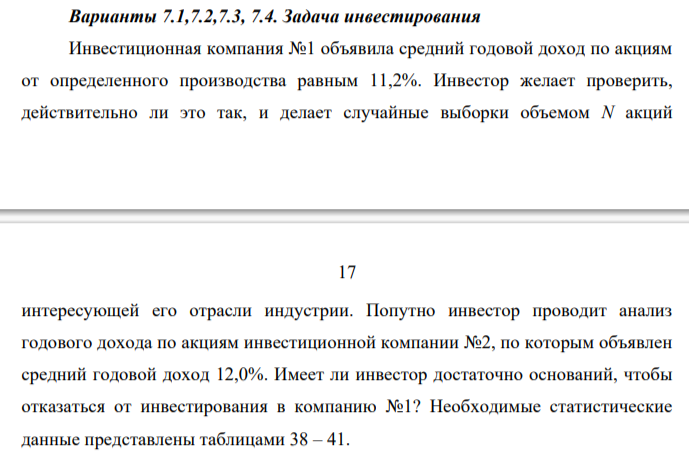 Варианты 7.1,7.2,7.3, 7.4. Задача инвестирования
Инвестиционная компания №1 объявила средний годовой доход по акциям
от определенного производства равным 11,2%. Инвестор желает проверить,
действительно ли это так, и делает случайные выборки объемом N акций
17
интересующей его отрасли индустрии. Попутно инвестор проводит анализ
годового дохода по акциям инвестиционной компании №2, по которым объявлен
средний годовой доход 12,0%. Имеет ли инвестор достаточно оснований, чтобы
отказаться от инвестирования в компанию №1? Необходимые статистические
данные представлены таблицами 38 – 41.